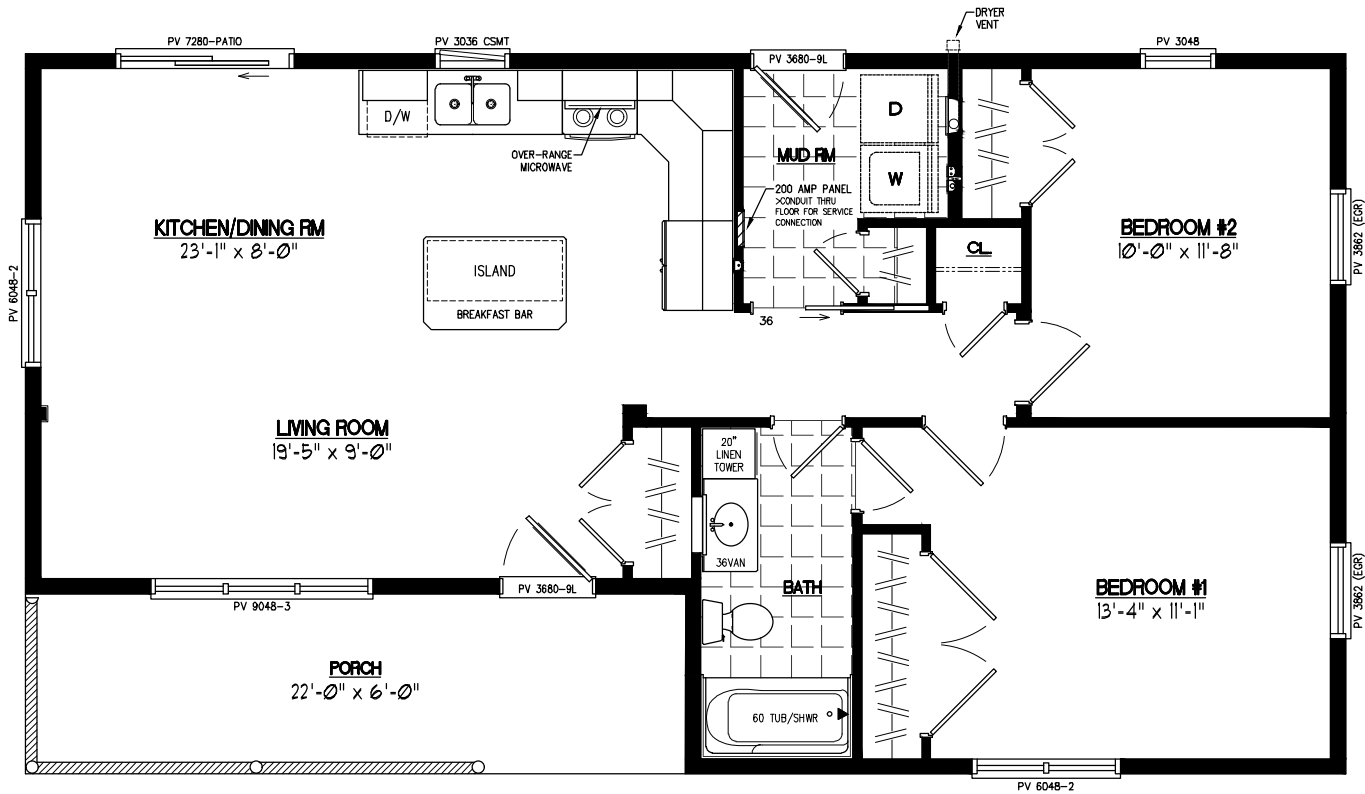 DRYER
VENT
PV 7280-PATIO
PV 3036 CSMT
PV 3680-9L
PV 3048
D/W
OVER-RANGE
MICROWAVE
D
W
MUD RM
200 AMP PANEL
>CONDUIT THRU
FLOOR FOR SERVICE
CONNECTION
KITCHEN/DINING RM
23'-1" x 8'-0"
ISLAND
BREAKFAST BAR
CL
BEDROOM #2
10'-0" x 11'-8"
PV 3862 (EGR)
PV 6048-2
36
LIVING ROOM
19'-5" x 9'-0"
20"
LINEN
TOWER
36VAN
BATH
BEDROOM #1
13'-4" x 11'-1"
PV 3862 (EGR)
PV 9048-3
PV 3680-9L
PORCH
22'-0" x 6'-0"
60 TUB/SHWR
PV 6048-2